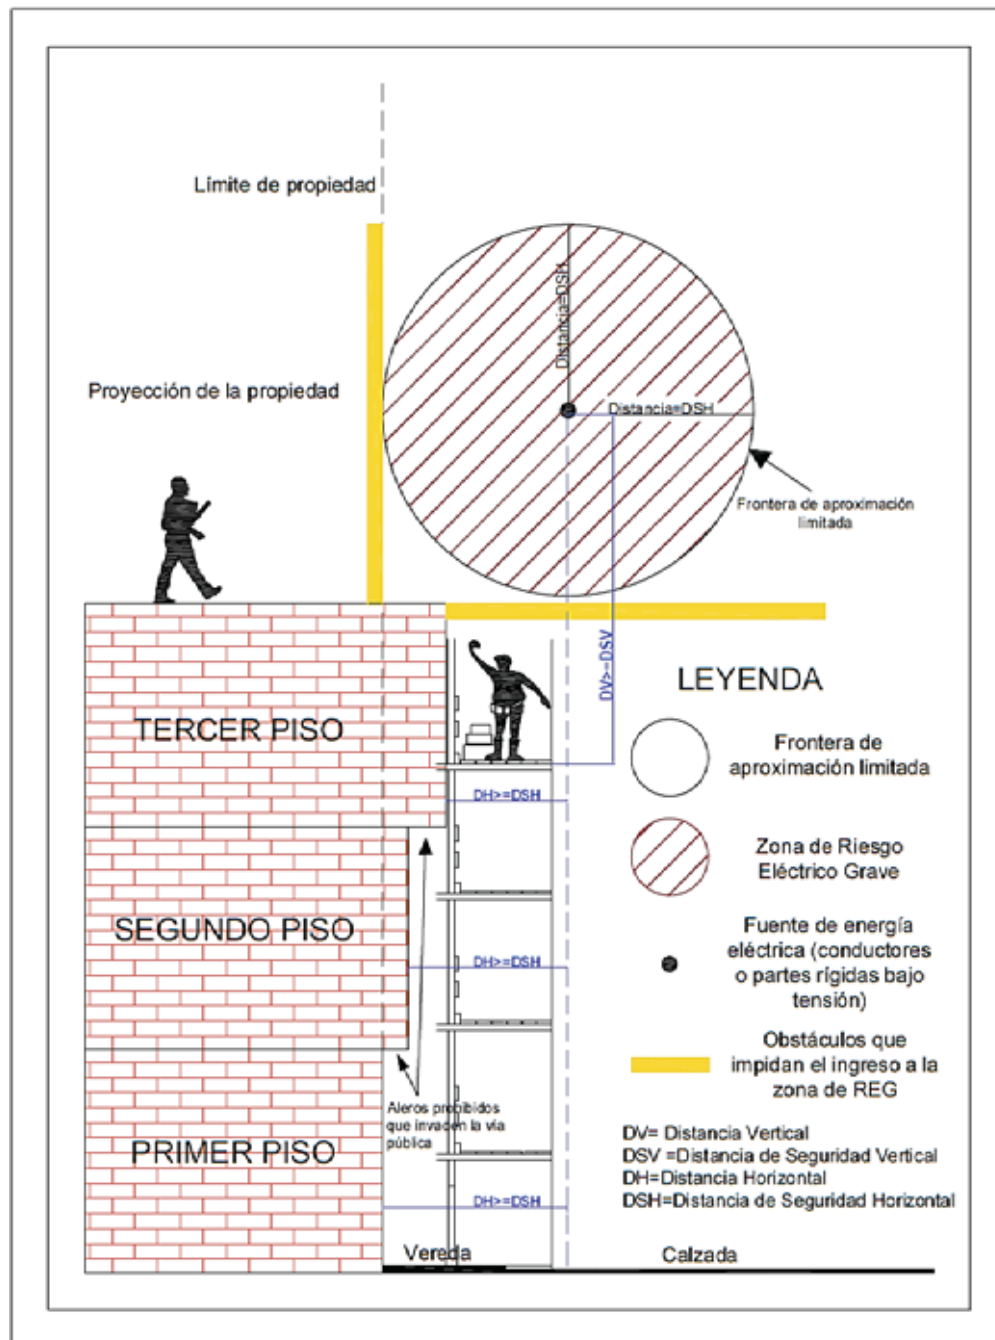 Límite de propiedad
Distancia=DSH
Proyección de la propiedad
Distancia=DSH
Frontera de aproximación
limitada
DV>=DSV
LEYENDA
TERCER PISO
Frontera de
aproximación limitada
DH>=DSH
Zona de Riesgo
Eléctrico Grave
SEGUNDO PISO
Fuente de energía
eléctrica (conductores
o partes rígidas bajo
tensión)
DH>=DSH
Obstáculos que
impidan el ingreso a la
zona de REG
Aleros prohibidos
que invaden la vía
pública
PRIMER PISO
DV= Distancia Vertical
DSV =Distancia de Seguridad Vertical
DH=Distancia Horizontal
DSH=Distancia de Seguridad Horizontal
DH>=DSH
Vereda
Calzada